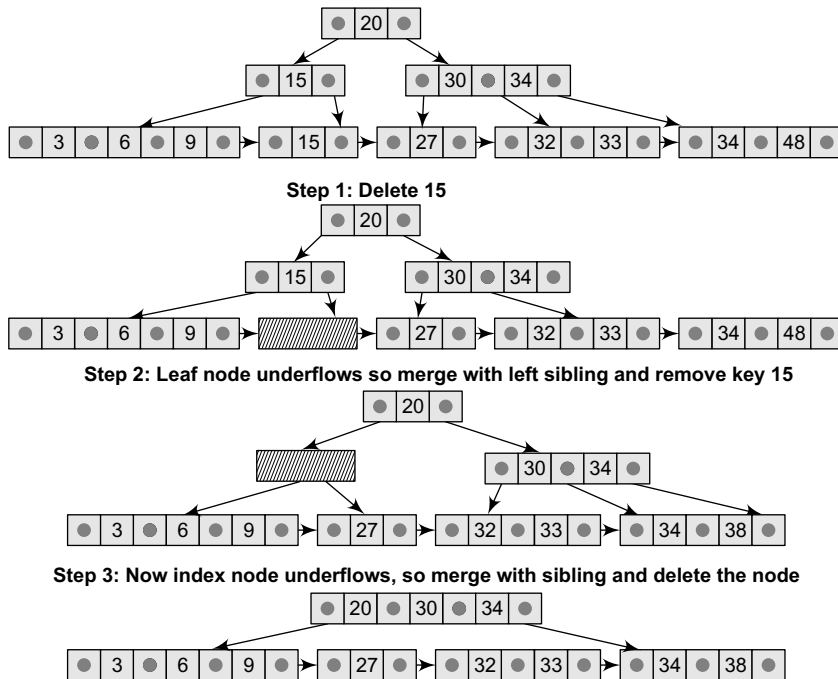 20
15 30 34
3 6 9 15 27 32 33 34 48
Step 1: Delete 15
20
15 30 34
3 6 9 27 32 33 34 48
Step 2: Leaf node underflows so merge with left sibling and remove key 15
20
30 34
3 6 9 27 32 33 34 38
Step 3: Now index node underflows, so merge with sibling and delete the node
20 30 34
3 6 9 27 32 33 34 38